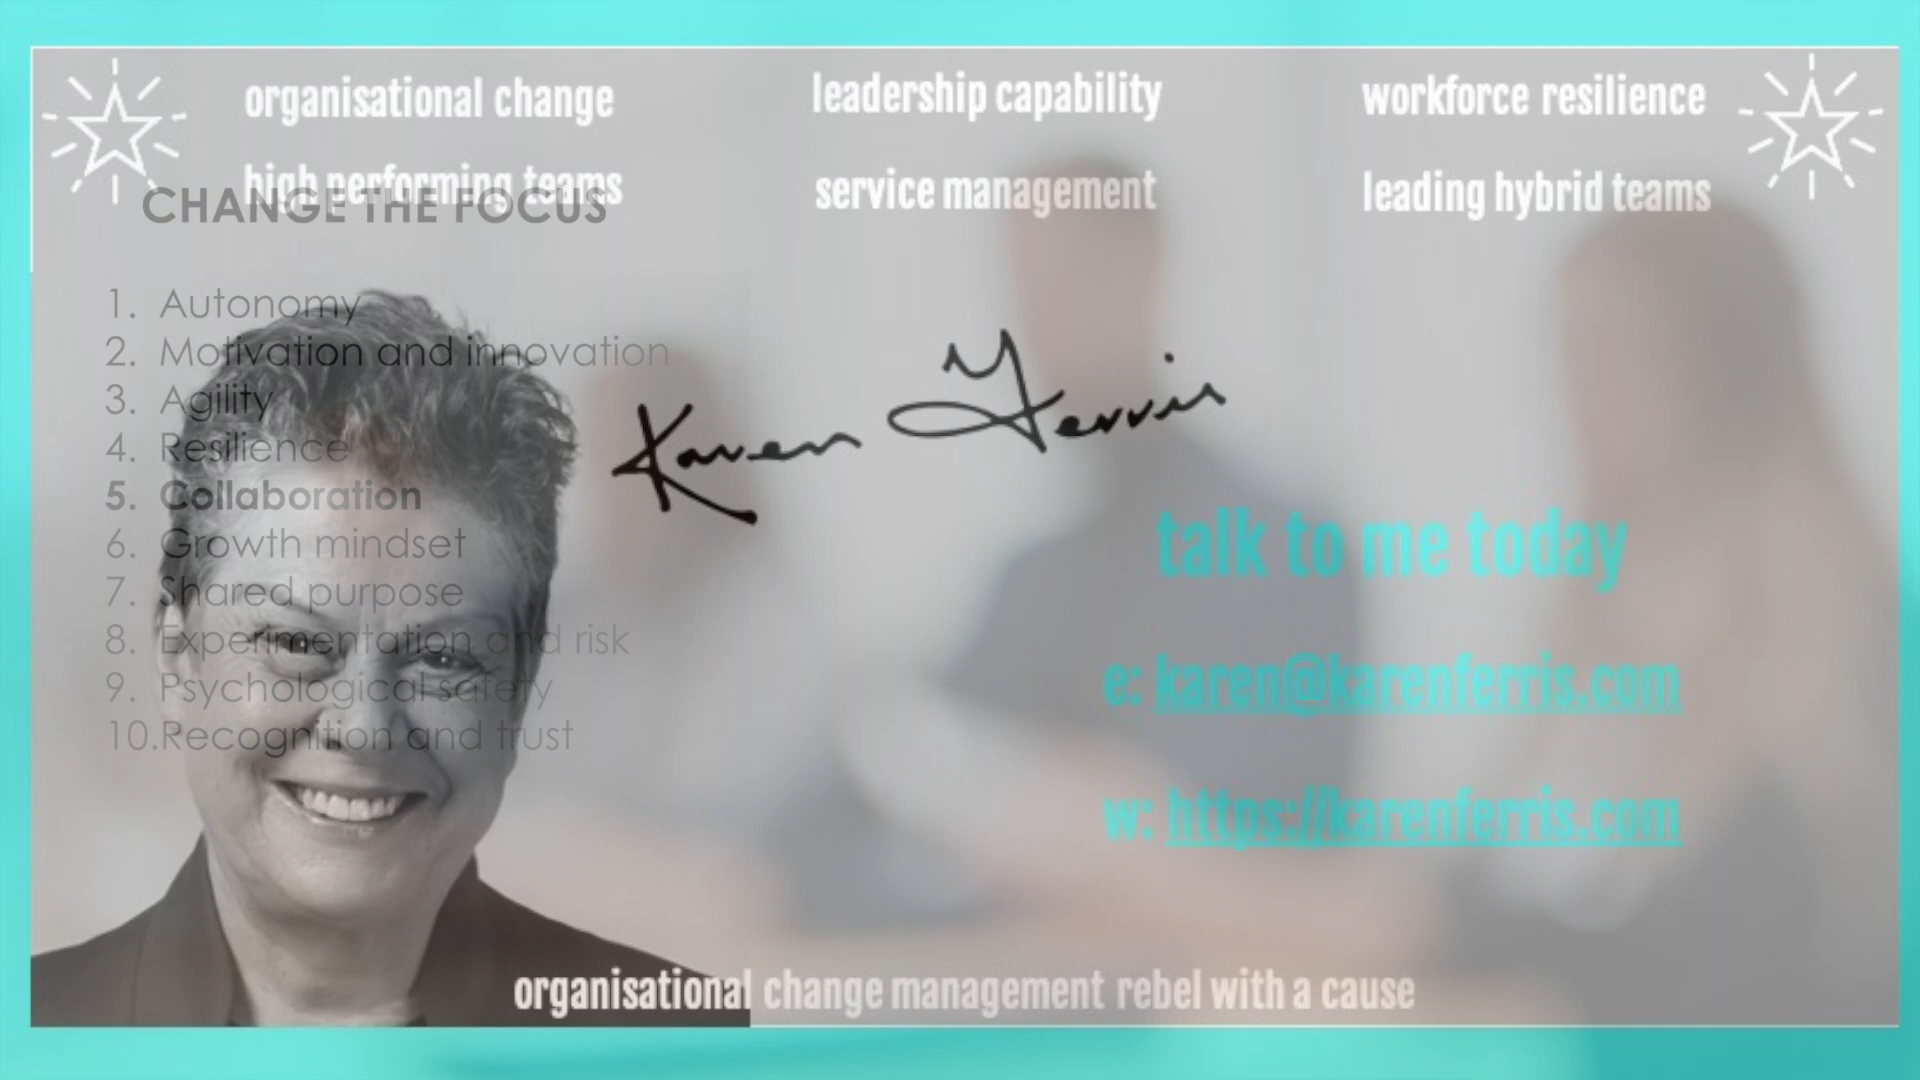 organisational change
leadership capability
workforce resilience
high performing teams
service management
leading hybrid teams
CHANGE THE FOCUS
1. Autonomy
2. Motivation and innovation
3. Agility
4. Resilience
5. Collaboration
6. Growth mindset
7. Shared purpose
8. Experimentation and risk
9. Psychological safety
10.Recognition and trust
Karen Ferris
talk to me today
e: karen@karenferris.com
w: https://karenferris.com
organisational change management rebel with a cause